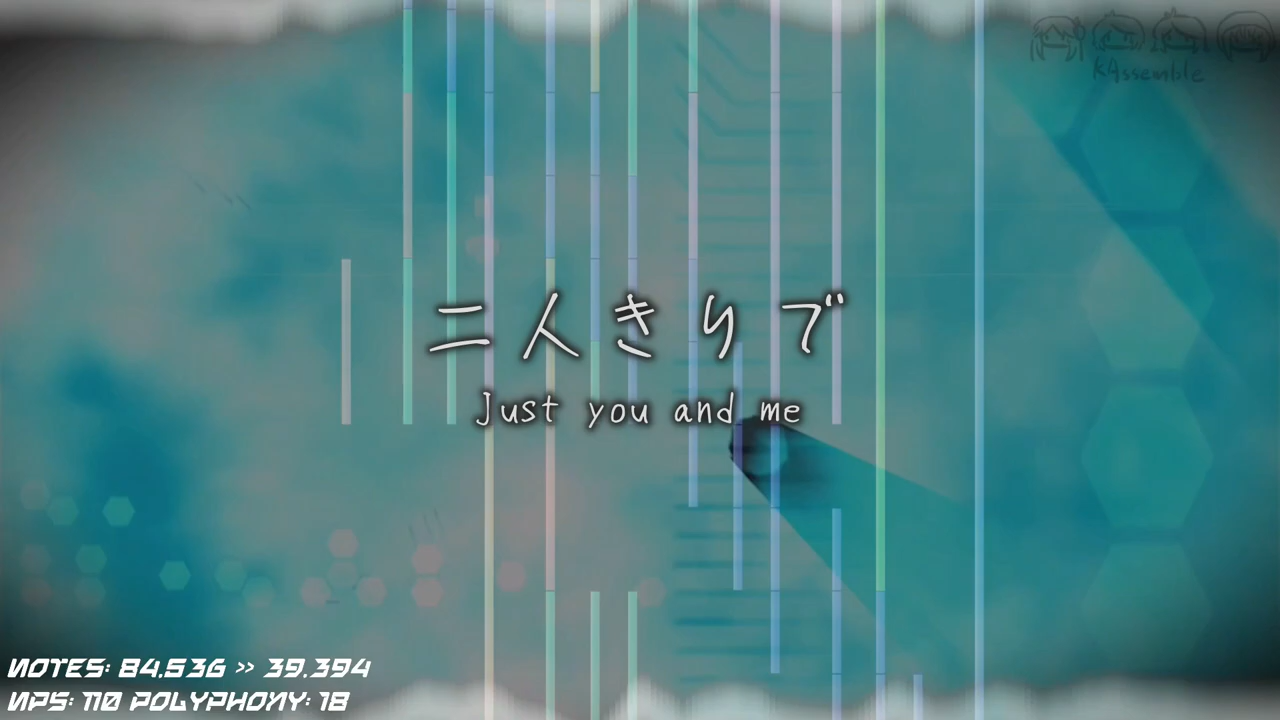 K4ssemble
二人きりで
Just you and me
NOTES: 84,536 >> 39,394
NPS: 110 POLYPHONY: 18